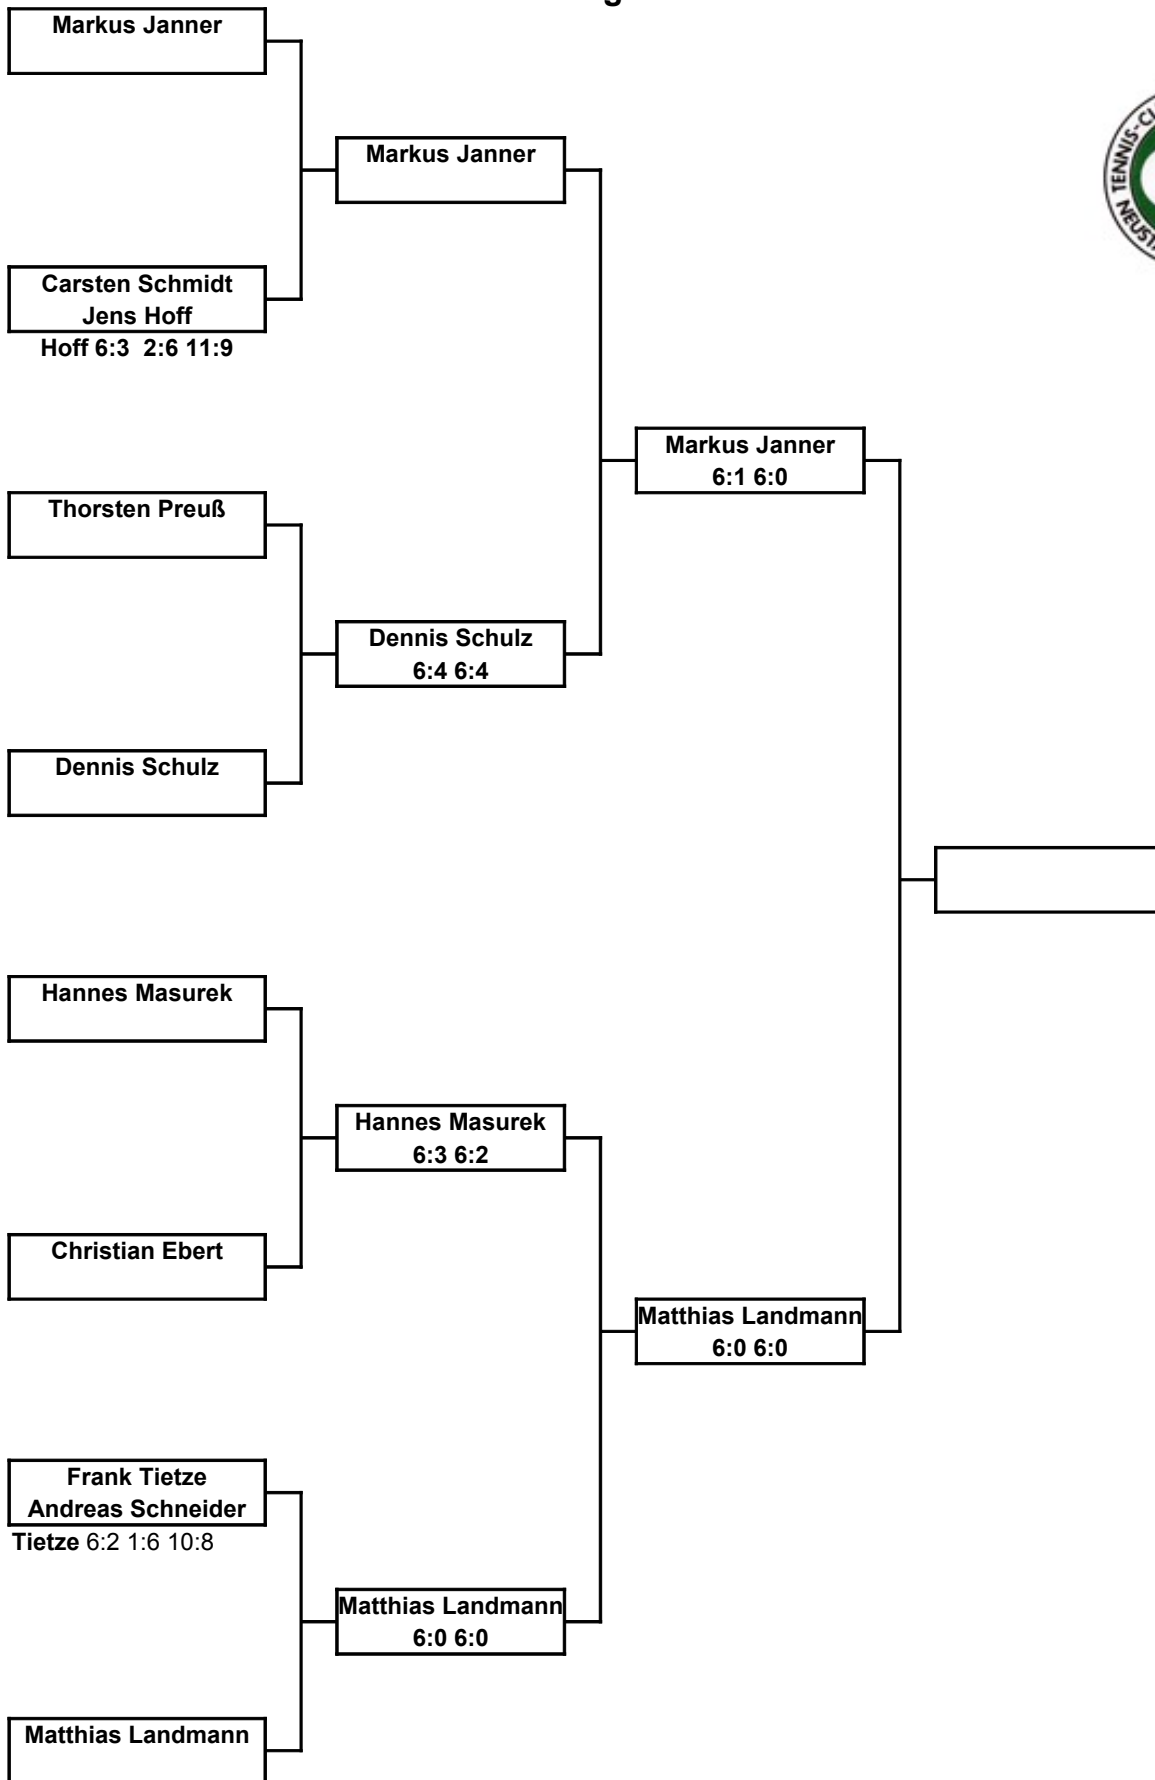 Markus Janner
Markus Janner
Carsten Schmidt
Jens Hoff
Hoff 6:3  2:6 11:9
Markus Janner
6:1 6:0
Thorsten Preuß
Dennis Schulz
6:4 6:4
Dennis Schulz
Hannes Masurek
Hannes Masurek
6:3 6:2
Christian Ebert
Matthias Landmann
6:0 6:0
Frank Tietze
Andreas Schneider
Tietze 6:2 1:6 10:8
Matthias Landmann
6:0 6:0
Matthias Landmann
TENNIS